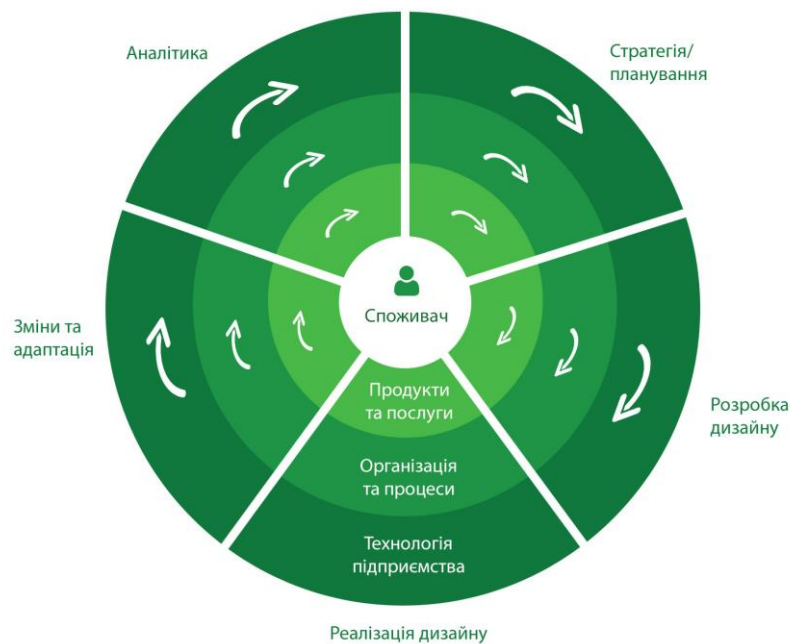 Аналітика
Стратегія/
планування
Зміни та
адаптація
Споживач
Продукти
та послуги
Організація
та процеси
Технологія
підприємства
Розробка
дизайну
Реалізація дизайну